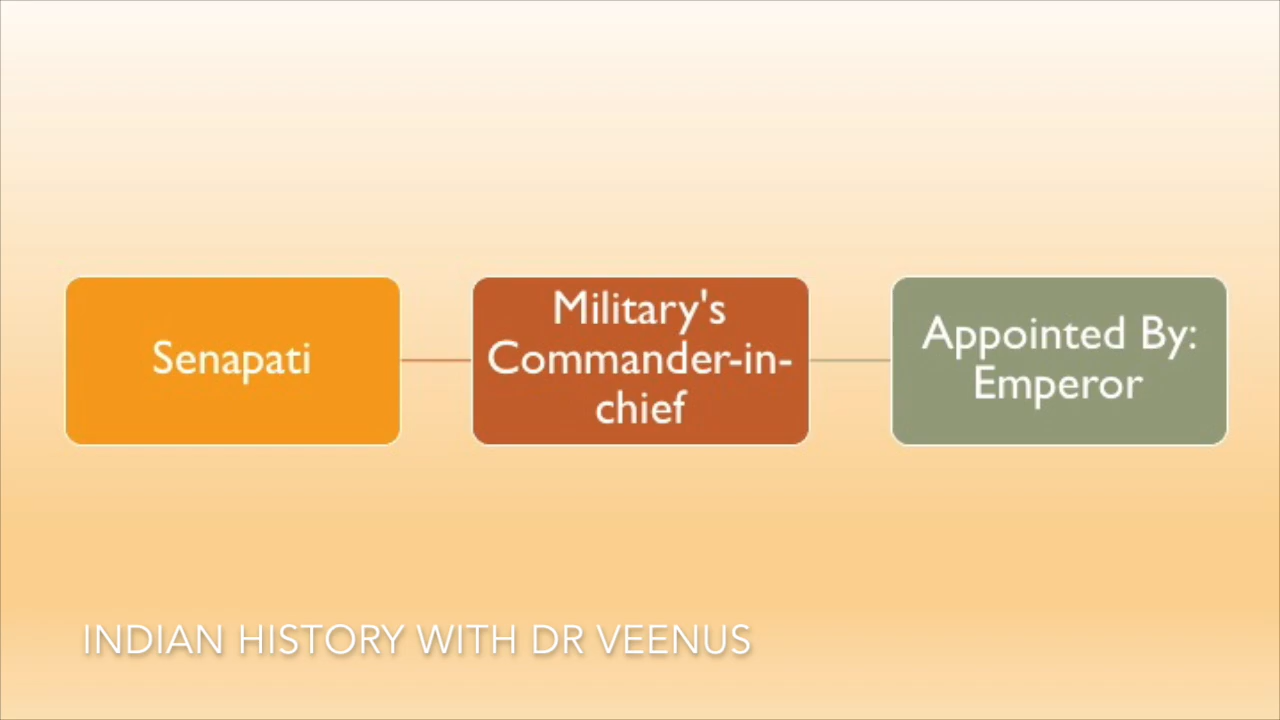 Senapati
Military's
Commander-in-
chief
Appointed By:
Emperor
INDIAN HISTORY WITH DR VEENUS